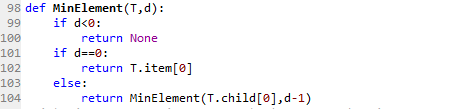 98 def MinElement(T,d):
99     if d<0:
100         return None
101     if d==0:
102         return T.item[0]
103     else:
104         return MinElement(T.child[0],d-1)